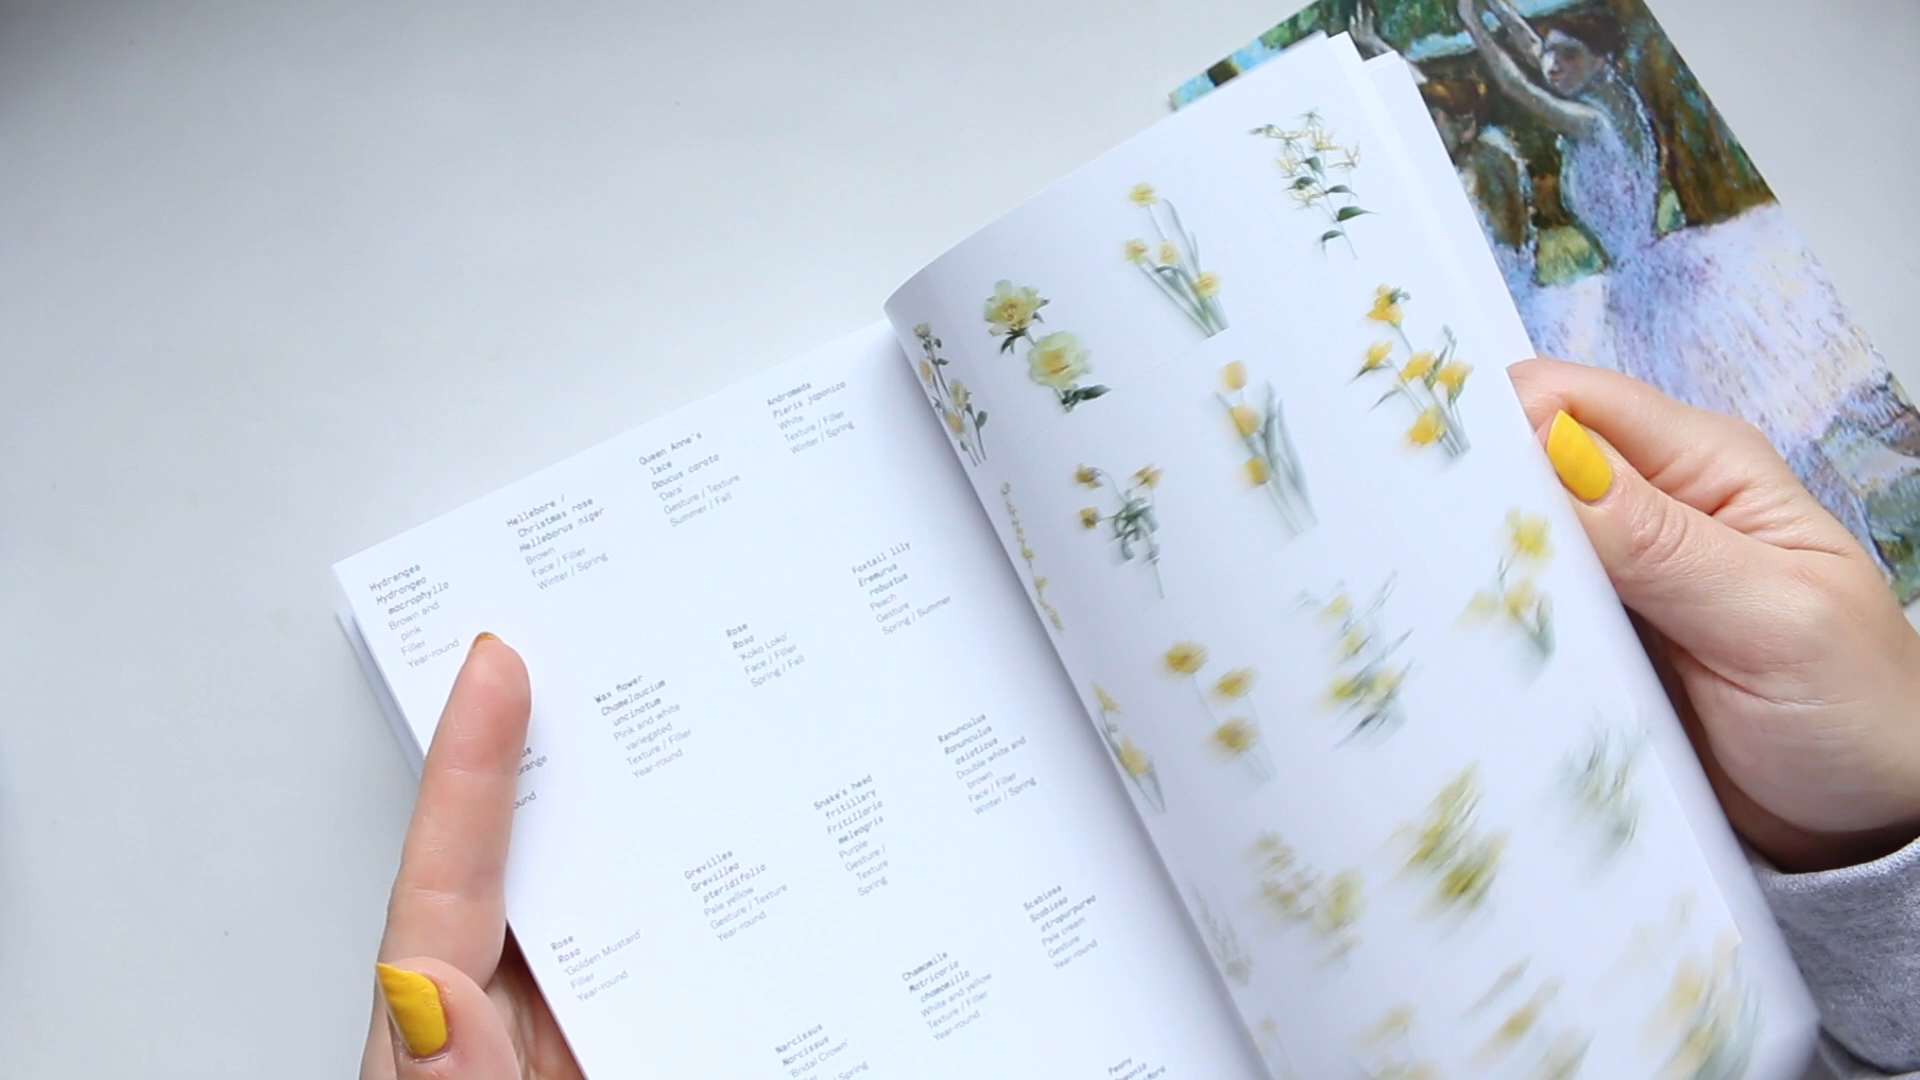 Hydrangea
Hydrangea
macrophylla
Brown and
pink
Filler
Year-round
Hellebore /
Christmas rose
Helleborus niger
Brown
Face / Filler
Winter / Spring
Queen Anne's
lace
Daucus carota
'Dara'
Gesture / Texture
Summer / Fall
Andromeda
Pieris japonica
White
Texture / Filler
Winter / Spring
orange
ound
Wax flower
Chamelaucium
uncinatum
Pink and white
variegated
Texture / Filler
Year-round
Rose
Rosa
'Koko Loko'
Face / Filler
Spring / Fall
Foxtail lily
Eremurus
robustus
Peach
Gesture
Spring / Summer
Rose
Rosa
'Golden Mustard'
Filler
Year-round
Grevillea
Grevillea
pteridifolia
Pale yellow
Gesture / Texture
Year-round
Snake's head
fritillary
Fritillaria
meleagris
Purple
Gesture /
Texture
Spring
Ranunculus
Ranunculus
asiaticus
Double white and
brown
Face / Filler
Winter / Spring
Narcissus
Narcissus
'Bridal Crown'
Spring
Chamomile
Matricaria
chamomilla
White and yellow
Texture / Filler
Year-round
Scabiosa
Scabiosa
atropurpurea
Pale cream
Gesture
Year-round
Peony